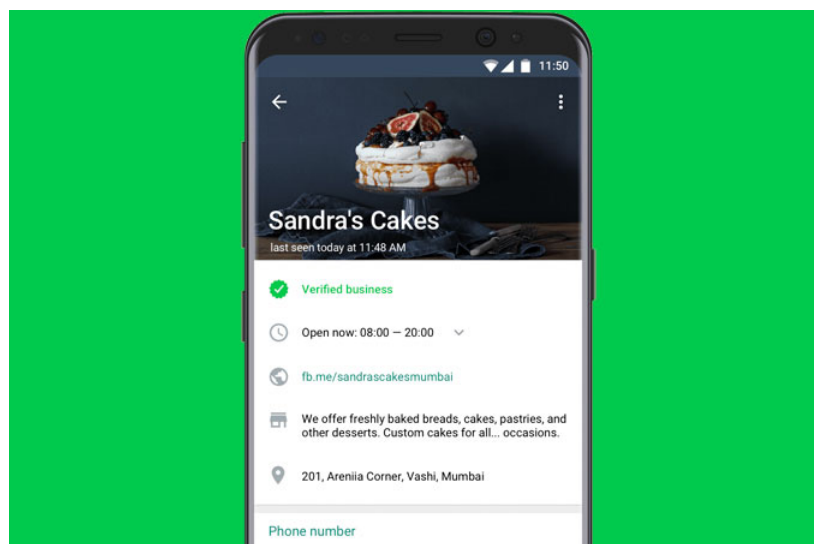 11:50
Sandra's Cakes
last seen today at 11:48 AM
Verified business
Open now: 08:00 — 20:00
fb.me/sandrascakesmumbai
We offer freshly baked breads, cakes, pastries, and
other desserts. Custom cakes for all... occasions.
201, Areniia Corner, Vashi, Mumbai
Phone number